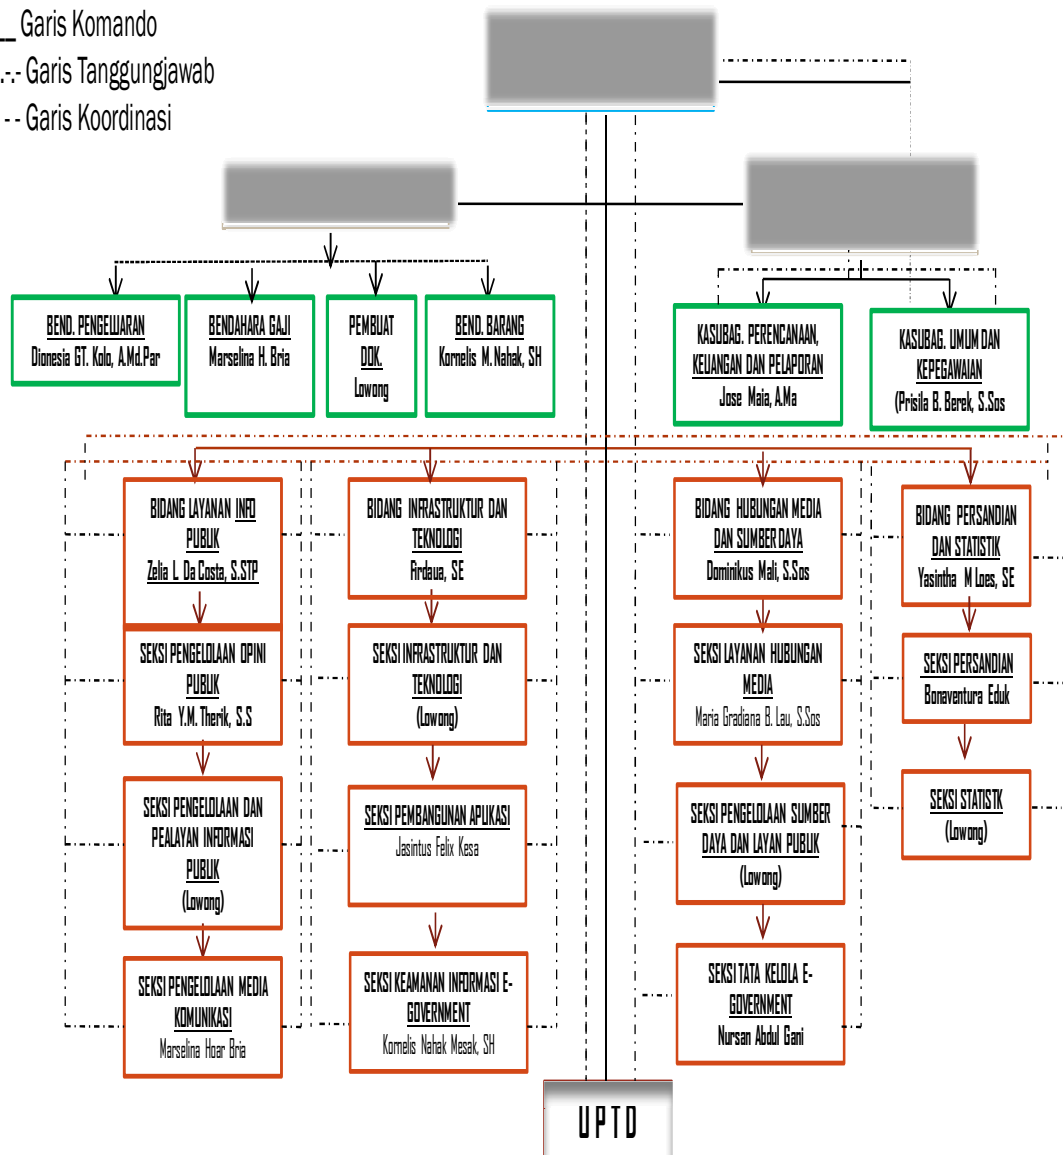 __ Garis Komando
.-.- Garis Tanggungjawab
- - Garis Koordinasi
BEND. PENGELUARAN
Dionesia GT. Kolo, A.Md.Par
BENDAHARA GAJI
Marselina H. Bria
PEMBUAT
DOK.
Lowong
BEND. BARANG
Kornelis M. Nahak, SH
KASUBAG. PERENCANAAN,
KEUANGAN DAN PELAPORAN
Jose Maia, A.Ma
KASUBAG. UMUM DAN
KEPEGAWAIAN
(Prisila B. Berek, S.Sos
BIDANG LAYANAN INFO
PUBLIK
Zelia L Da Costa, S.STP
BIDANG INFRASTRUKTUR DAN
TEKNOLOGI
Firdaua, SE
BIDANG HUBUNGAN MEDIA
DAN SUMBER DAYA
Dominikus Mali, S.Sos
BIDANG PERSANDIAN
DAN STATISTIK
Yasintha M Loes, SE
SEKSI PENGELOLAAN OPINI
PUBLIK
Rita Y.M. Therik, S.S
SEKSI INFRASTRUKTUR DAN
TEKNOLOGI
(Lowong)
SEKSI LAYANAN HUBUNGAN
MEDIA
Maria Gradiana B. Lau, S.Sos
SEKSI PERSANDIAN
Bonaventura Eduk
SEKSI PENGELOLAAN DAN
PEALAYAN INFORMASI
PUBLIK
(Lowong)
SEKSI PEMBANGUNAN APLIKASI
Jasintus Felix Kesa
SEKSI PENGELOLAAN SUMBER
DAYA DAN LAYAN PUBLIK
(Lowong)
SEKSI STATISTK
(Lowong)
SEKSI PENGELOLAAN MEDIA
KOMUNIKASI
Marselina Hoar Bria
SEKSI KEAMANAN INFORMASI E-
GOVERNMENT
Kornelis Nahak Mesak, SH
SEKSI TATA KELOLA E-
GOVERNMENT
Nursan Abdul Gani
UPTD